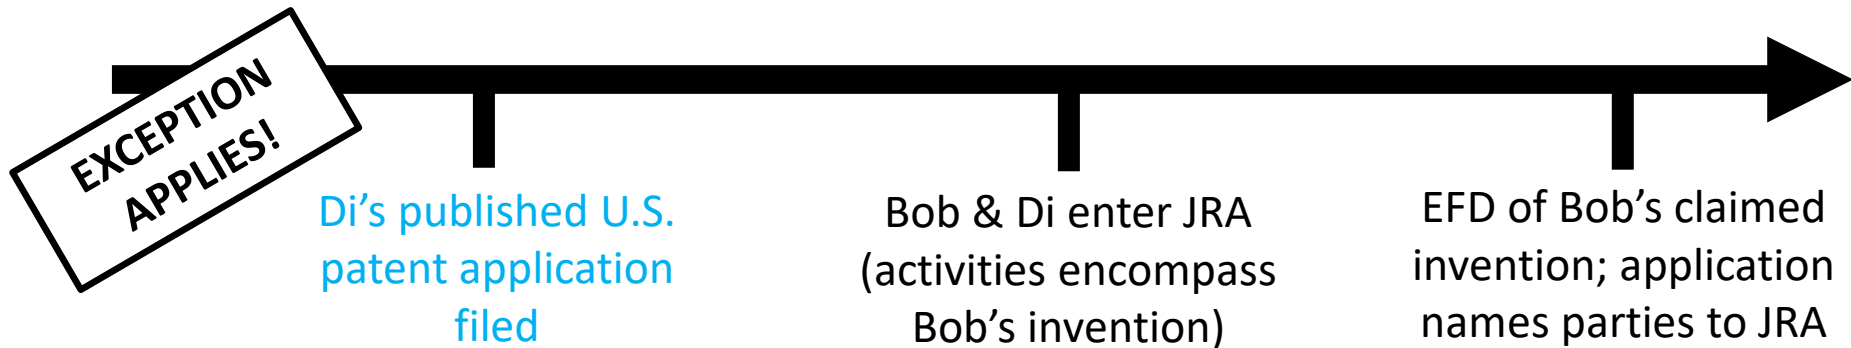 EXCEPTION
APPLIES!
Di’s published U.S.
patent application
filed
Bob & Di enter JRA
(activities encompass
Bob’s invention)
EFD of Bob’s claimed
invention; application
names parties to JRA